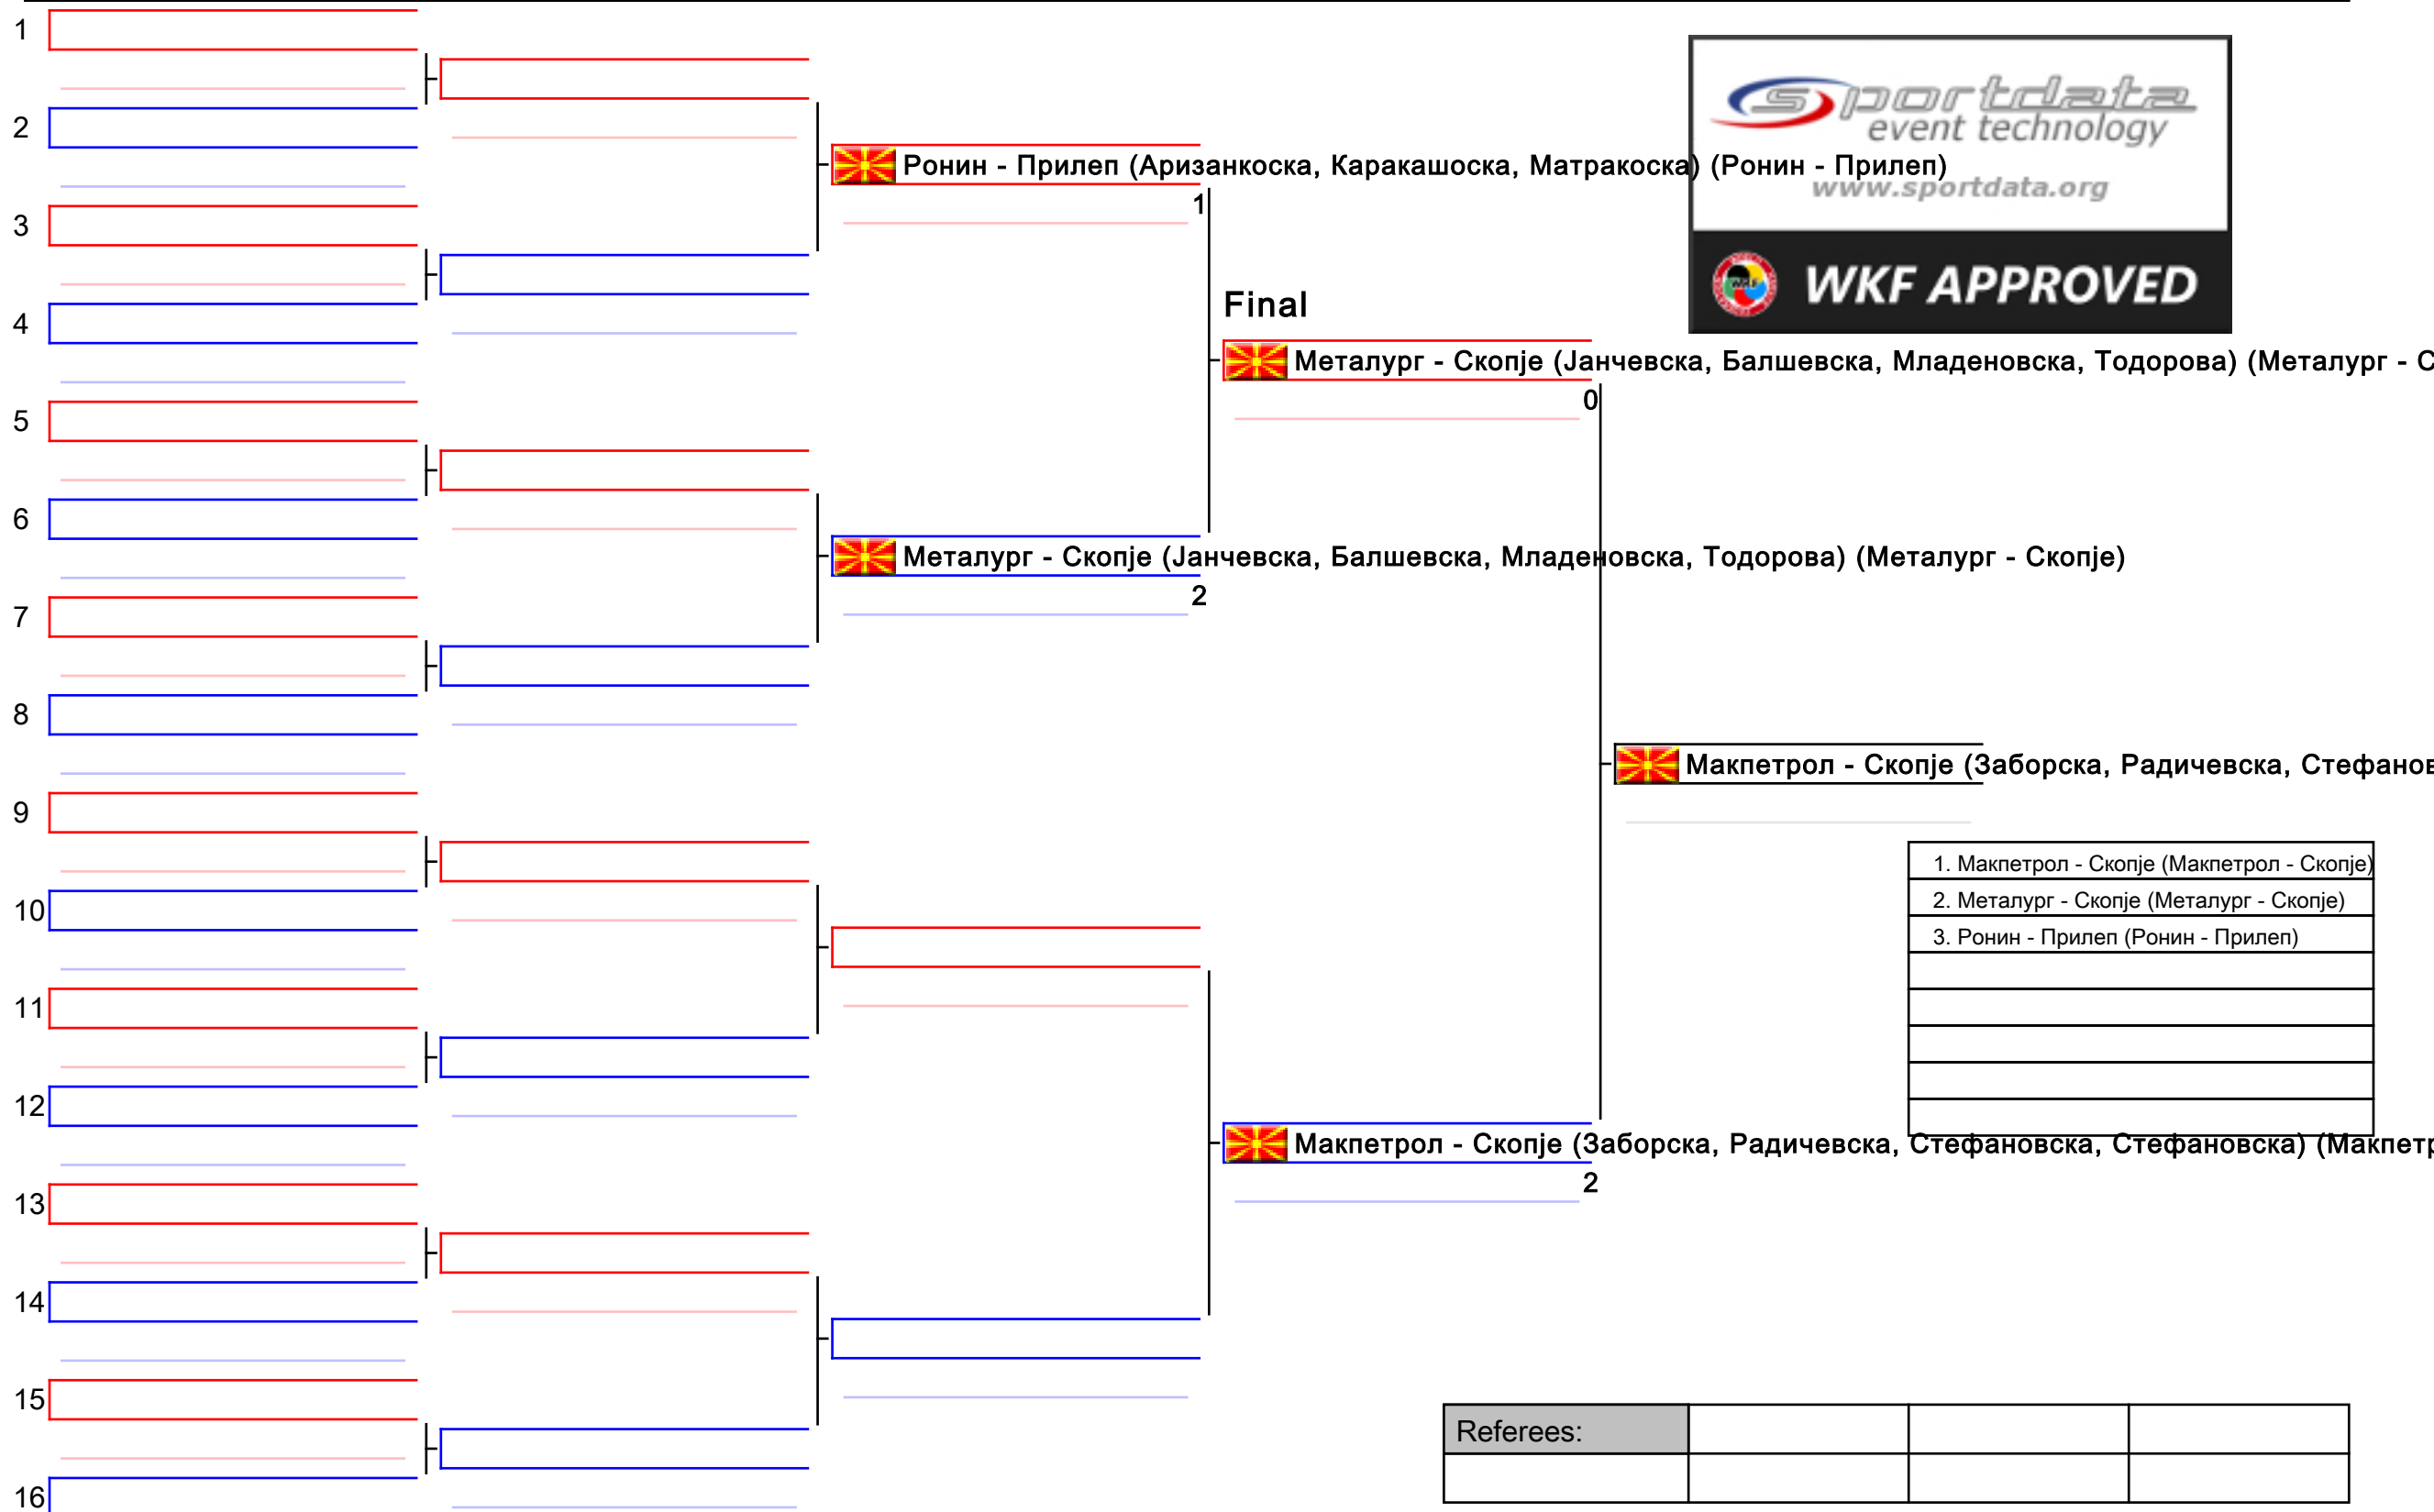 1
2
3
4
5
6
7
8
9
10
11
12
13
14
15
16
Ронин - Прилеп (Аризанкоска, Каракашоска, Матракоска) (Ронин - Прилеп)
1
Металург - Скопје (Јанчевска, Балшевска, Младеновска, Тодорова) (Металург - Скопје)
2
Final
Металург - Скопје (Јанчевска, Балшевска, Младеновска, Тодорова) (Металург - С
0
Макпетрол - Скопје (Заборска, Радичевска, Стефановска, Стефановска) (Макпетр
2
Макпетрол - Скопје (Заборска, Радичевска, Стефанов
sportdata
event technology
www.sportdata.org
WKF
WKF APPROVED
1. Макпетрол - Скопје (Макпетрол - Скопје)
2. Металург - Скопје (Металург - Скопје)
3. Ронин - Прилеп (Ронин - Прилеп)
Referees: